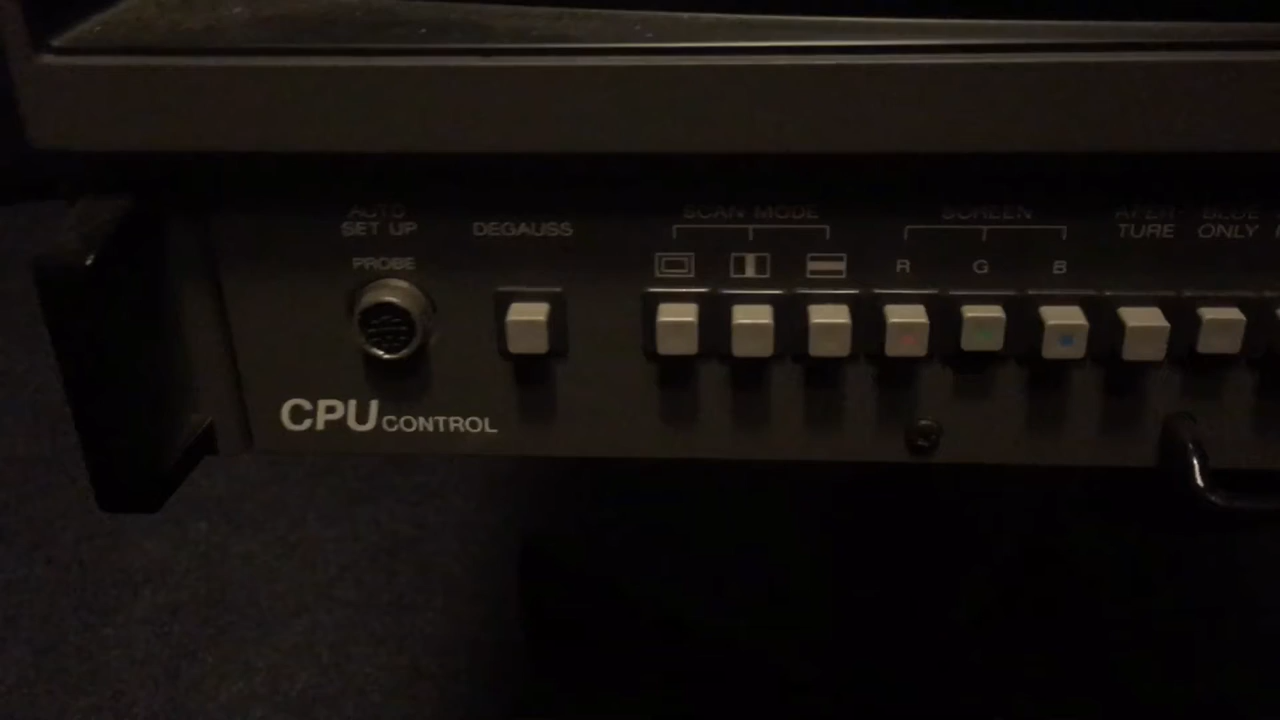 AUTO
SET UP
PROBE
DEGAUSS
SCAN MODE
SCREEN
R
G
B
APER-
TURE
BLUE
ONLY
CPU CONTROL